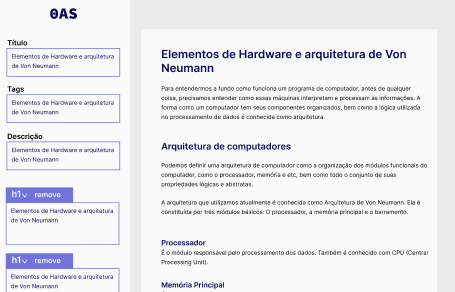 OAS
Título
Elementos de Hardware e arquitetura
de Von Neumann
Tags
Elementos de Hardware e arquitetura
de Von Neumann
Descrição
Elementos de Hardware e arquitetura
de Von Neumann
h1 remove
Elementos de Hardware e arquitetura
de Von Neumann
h1 remove
Elementos de Hardware e arquitetura
de Von Neumann
Elementos de Hardware e arquitetura de Von
Neumann
Para entendermos a fundo como funciona um programa de computador, antes de qualquer
coisa, precisamos entender como essas máquinas interpretam e processam as informações. A
forma como um computador tem seus componentes organizados, bem como a lógica utilizada
no processamento de dados é conhecida como arquitetura.
Arquitetura de computadores
Podemos definir uma arquitetura de computador como a organização dos módulos funcionais do
computador, como o processador, memória e etc, bem como todo o conjunto de suas
propriedades lógicas e abstratas.
A arquitetura que utilizamos atualmente é conhecida como Arquitetura de Von Neumann. Ela é
constituída por três módulos básicos: O processador, a memória principal e o barramento.
Processador
É o módulo responsável pelo processamento dos dados. Também é conhecido com CPU (Central
Processing Unit).
Memória Principal